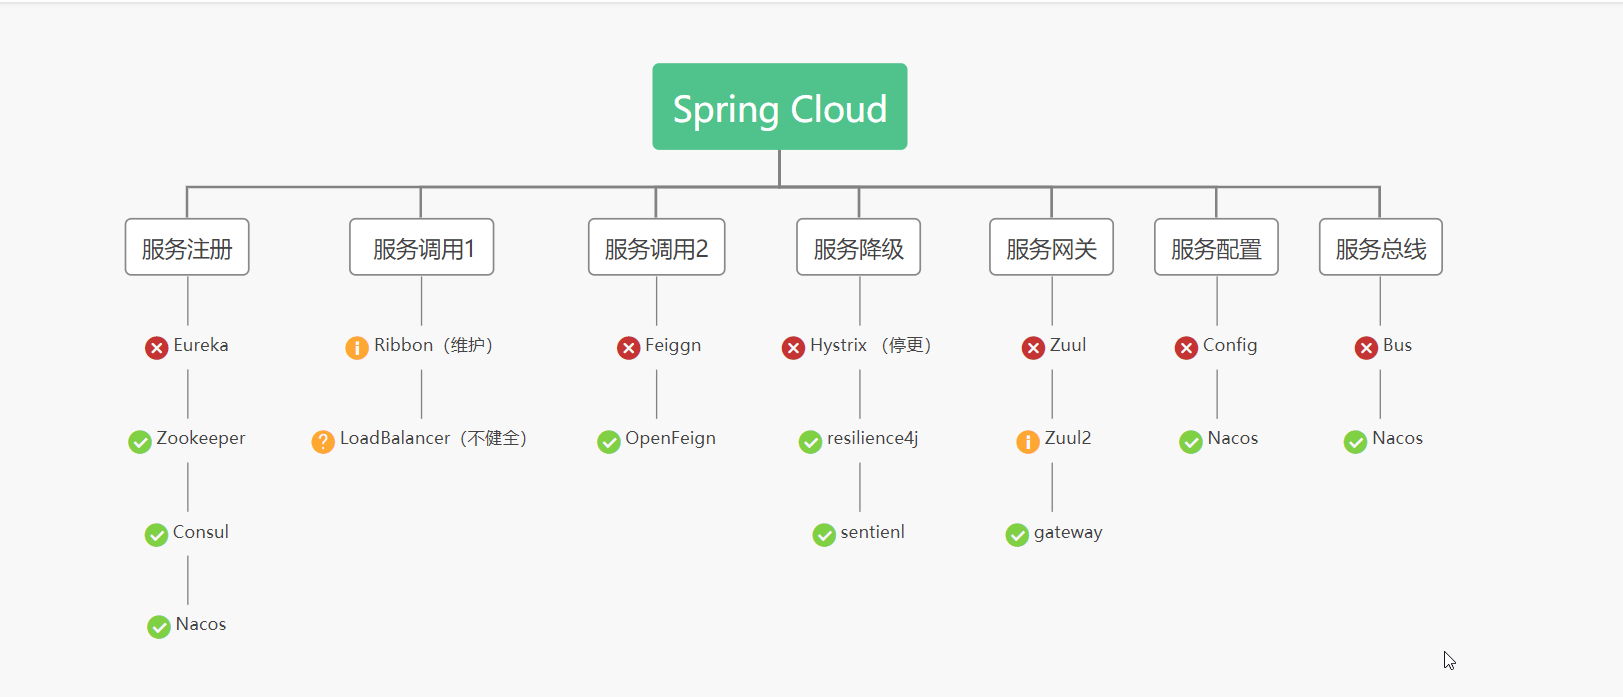 Spring Cloud
服务注册
服务调用1
服务调用2
服务降级
服务网关
服务配置
服务总线
Eureka
Ribbon（维护）
Feiggn
Hystrix （停更）
Zuul
Config
Bus
Zookeeper
LoadBalancer（不健全）
OpenFeign
resilience4j
Zuul2
Nacos
Nacos
Consul
sentienl
gateway
Nacos